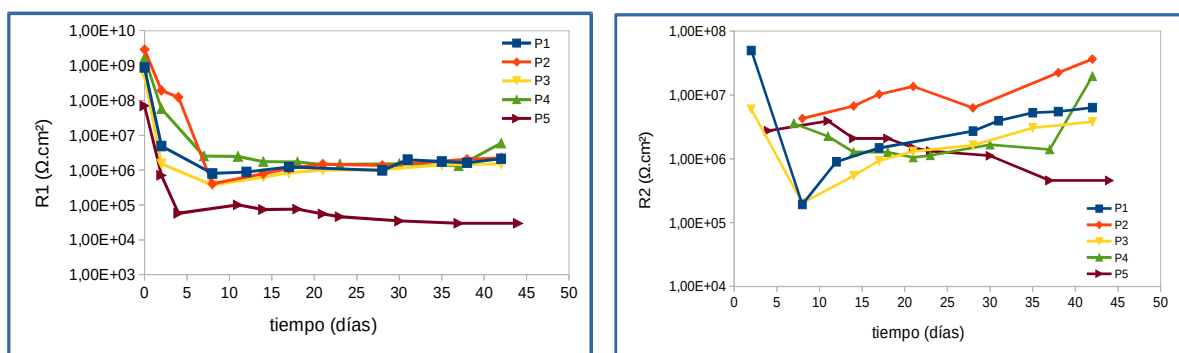 R1 (Ω.cm²)
1,00E+10
1,00E+09
1,00E+08
1,00E+07
1,00E+06
1,00E+05
1,00E+04
1,00E+03
0 5 10 15 20 25 30 35 40 45 50
tiempo (días)
P1
P2
P3
P4
P5
R2 (Ω.cm²)
1,00E+08
1,00E+07
1,00E+06
1,00E+05
1,00E+04
0 5 10 15 20 25 30 35 40 45 50
tiempo (días)
P1
P2
P3
P4
P5